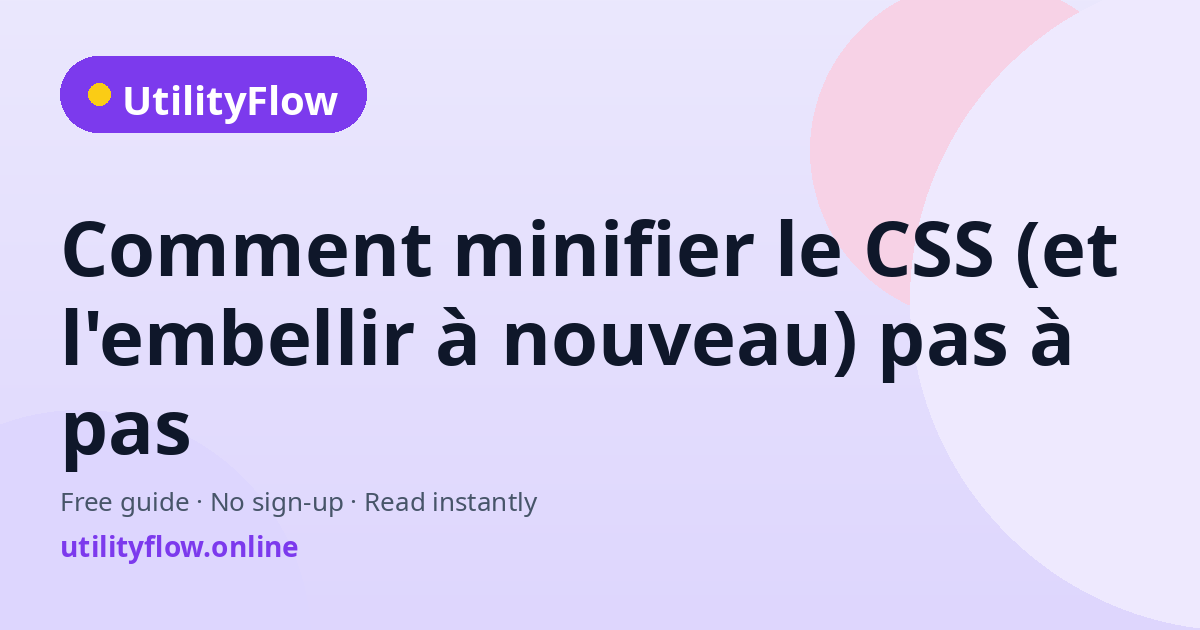 UtilityFlow
Comment minifier le CSS (et
l'embellir à nouveau) pas à
pas
Free guide · No sign-up · Read instantly
utilityflow.online